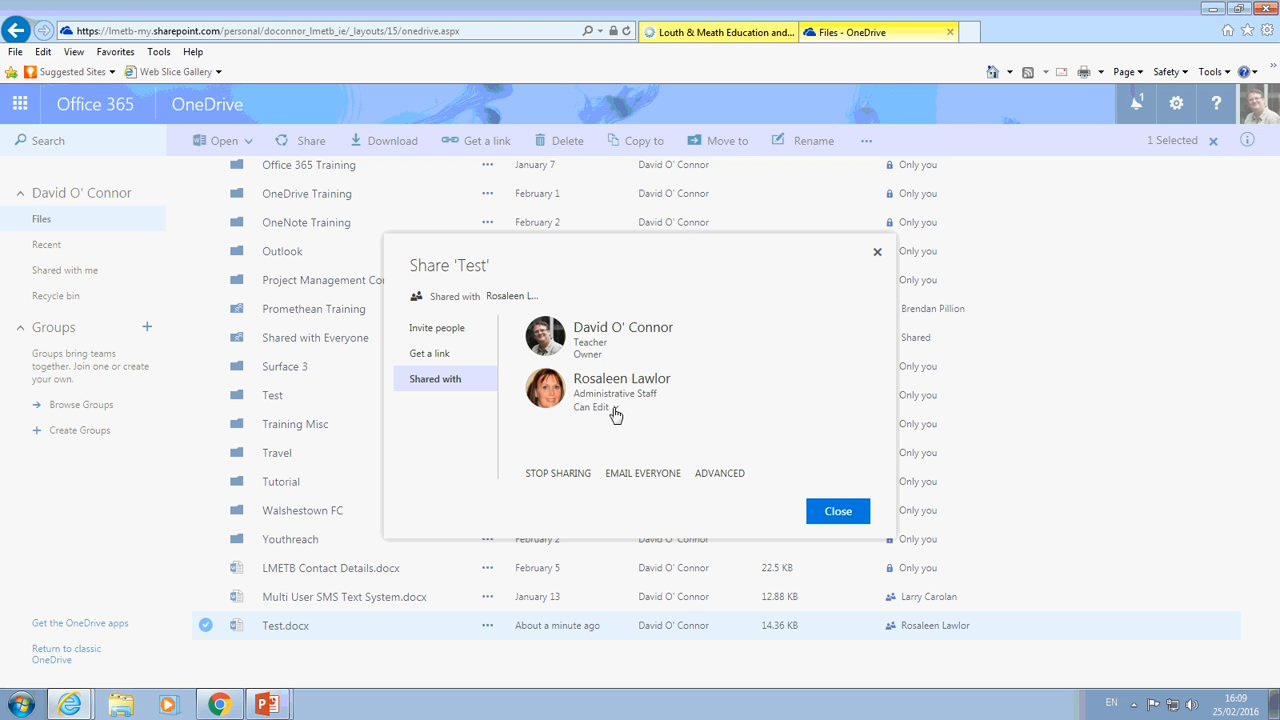 https://lmetb-my.sharepoint.com/personal/doconnor_lmetb_ie/_layouts/15/onedrive.aspx
Louth & Meath Education and...
Files - OneDrive
File Edit View Favorites Tools Help
Suggested Sites Web Slice Gallery
Page Safety Tools
Office 365 OneDrive
1
Search
Open Share Download Get a link Delete Copy to Move to Rename ... 1 Selected
David O' Connor
Files
Recent
Shared with me
Recycle bin
Groups
Groups bring teams
together. Join one or create
your own.
Browse Groups
Create Groups
Get the OneDrive apps
Return to classic
OneDrive
Office 365 Training January 7 David O' Connor Only you
OneDrive Training February 1 David O' Connor Only you
OneNote Training February 2 David O' Connor Only you
Outlook Only you
Project Management Co Only you
Promethean Training Brendan Pillion
Shared with Everyone Shared
Surface 3 Only you
Test Only you
Training Misc Only you
Travel Only you
Tutorial Only you
Walshestown FC Only you
Youthreach February 2 David O' Connor Only you
LMETB Contact Details.docx February 5 David O' Connor 22.5 KB Only you
Multi User SMS Text System.docx January 13 David O' Connor 12.88 KB Larry Carolan
Test.docx About a minute ago David O' Connor 14.36 KB Rosaleen Lawlor
Share 'Test'
Shared with Rosaleen L...
Invite people
Get a link
Shared with
David O' Connor
Teacher
Owner
Rosaleen Lawlor
Administrative Staff
Can Edit
STOP SHARING EMAIL EVERYONE ADVANCED
Close
EN
16:09
25/02/2016